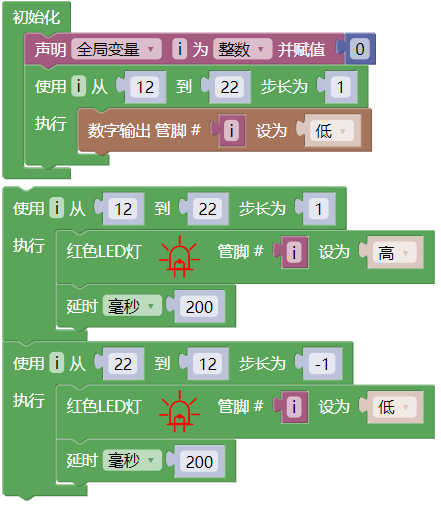 初始化
声明 全局变量 i 为 整数 并赋值 0
使用 i 从 12 到 22 步长为 1
执行 数字输出 管脚 # i 设为 低
使用 i 从 12 到 22 步长为 1
执行 红色LED灯 管脚 # i 设为 高
延时 毫秒 200
使用 i 从 22 到 12 步长为 -1
执行 红色LED灯 管脚 # i 设为 低
延时 毫秒 200